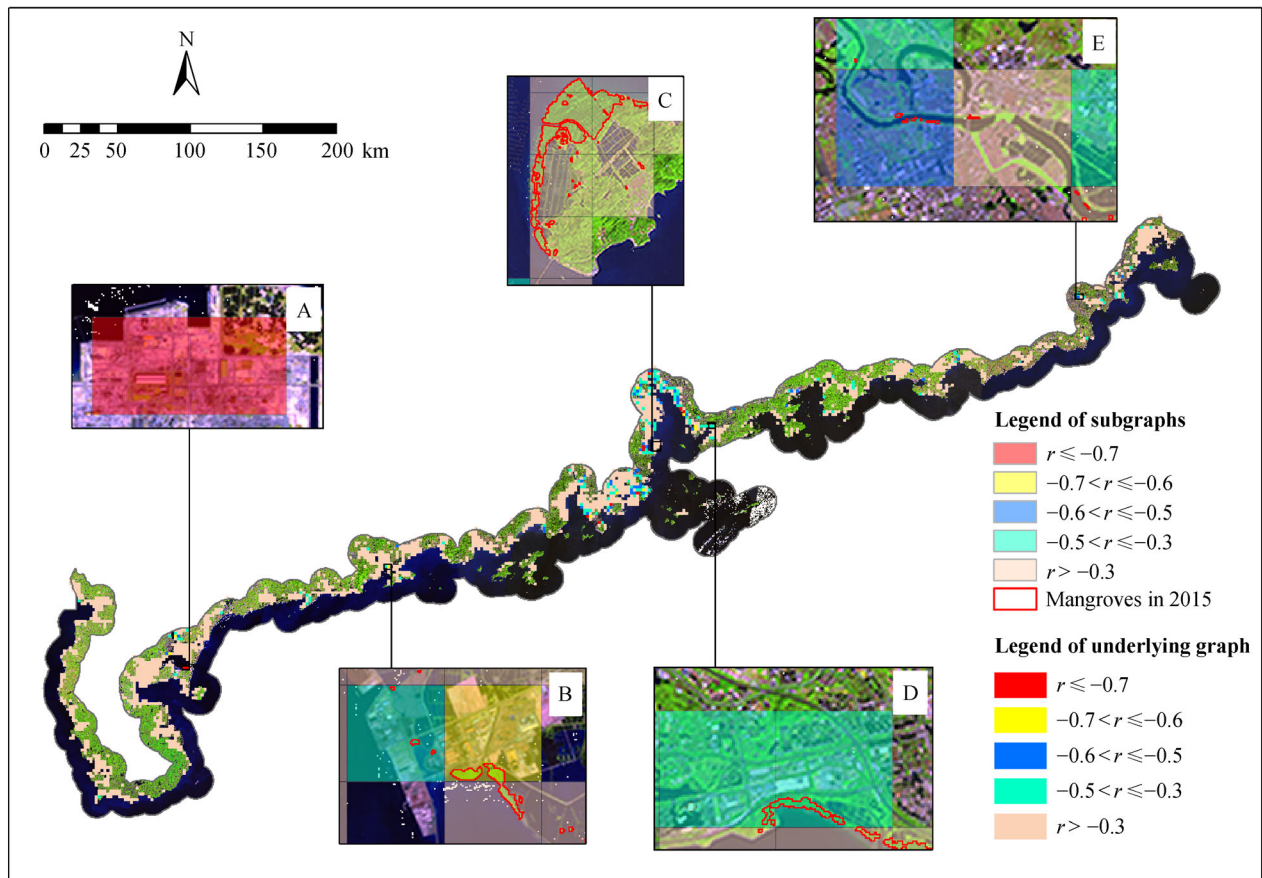 N
0 25 50 100 150 200 km
A
B
C
D
E
Legend of subgraphs
r ⩽ −0.7
−0.7 < r ⩽ −0.6
−0.6 < r ⩽ −0.5
−0.5 < r ⩽ −0.3
r > −0.3
Mangroves in 2015
Legend of underlying graph
r ⩽ −0.7
−0.7 < r ⩽ −0.6
−0.6 < r ⩽ −0.5
−0.5 < r ⩽ −0.3
r > −0.3